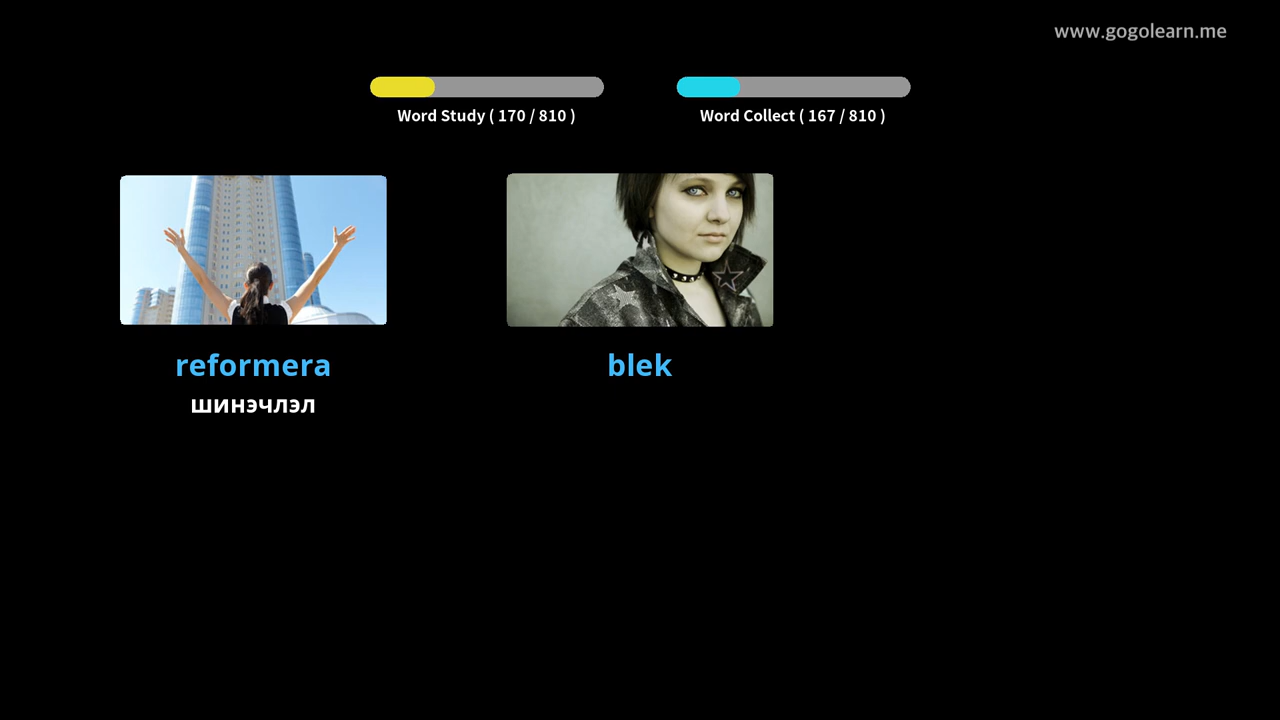 www.gogolearn.me
Word Study ( 170 / 810 )
Word Collect ( 167 / 810 )
reformera
шинэчлэл
blek